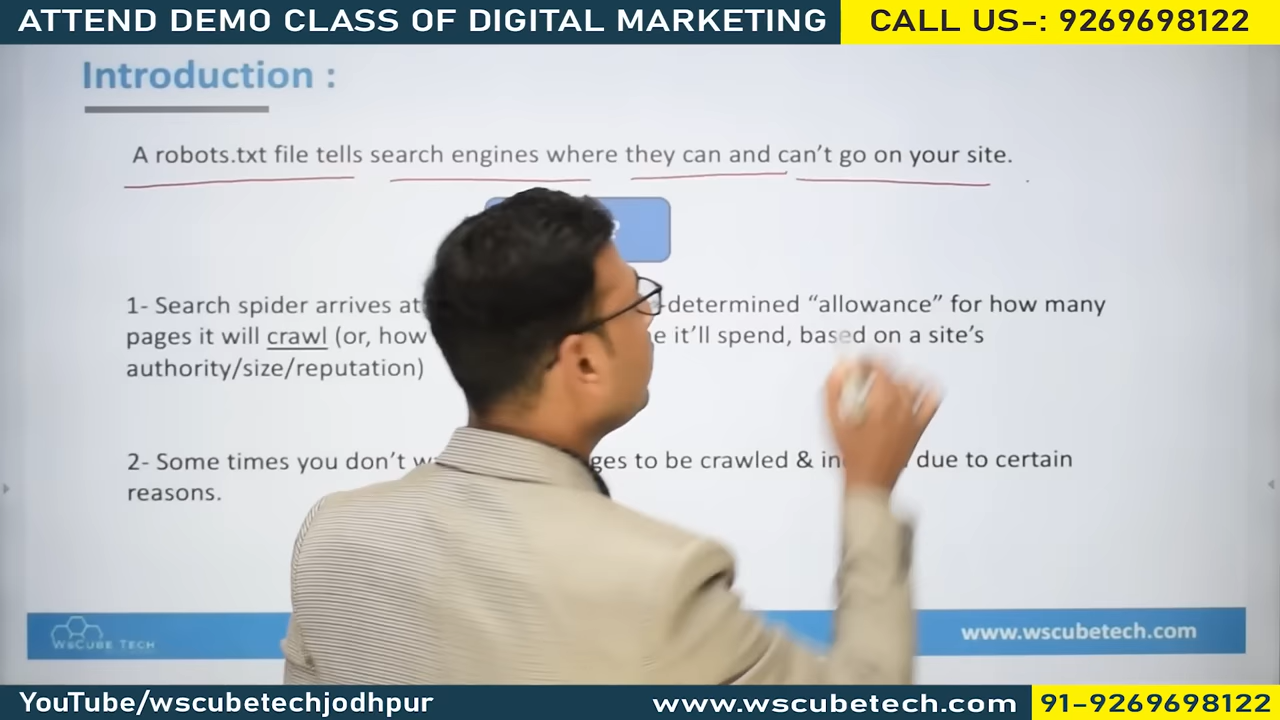 ATTEND DEMO CLASS OF DIGITAL MARKETING
CALL US-: 9269698122
Introduction :
A robots.txt file tells search engines where they can and can’t go on your site.
?
1- Search spider arrives at determined “allowance” for how many
pages it will crawl (or, how it’ll spend, based on a site’s
authority/size/reputation)
2- Some times you don’t to be crawled & due to certain
reasons.
WsCube Tech
www.wscubetech.com
YouTube/wscubetechjodhpur
www.wscubetech.com
91-9269698122